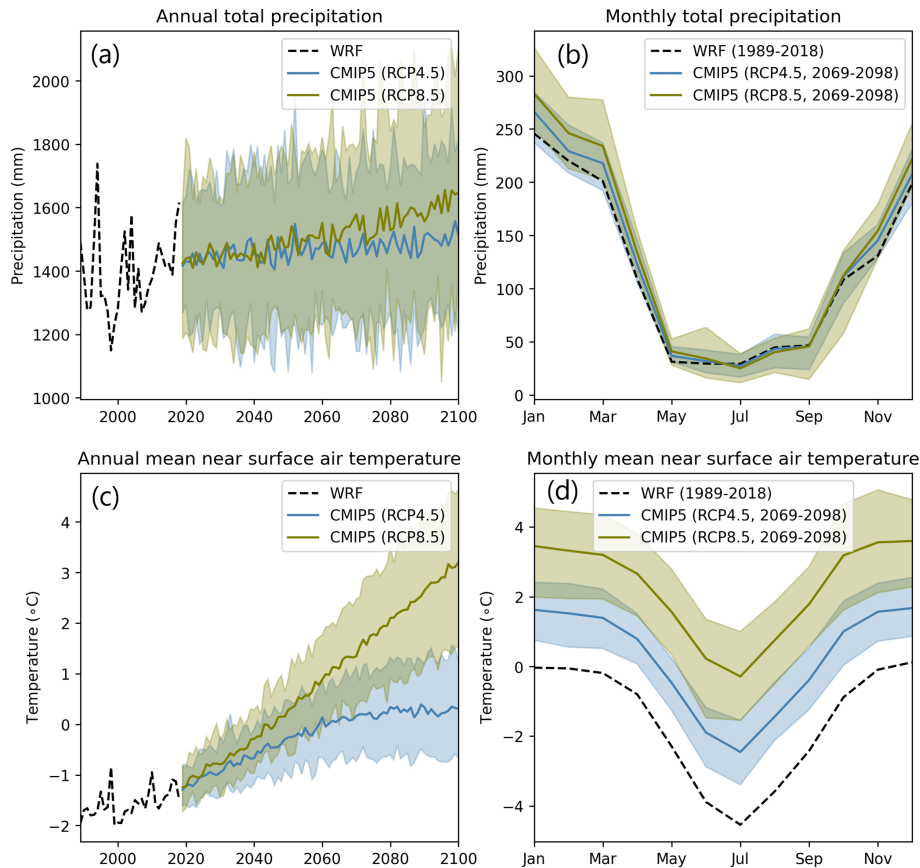 Annual total precipitation
(a)
WRF
CMIP5 (RCP4.5)
CMIP5 (RCP8.5)
Precipitation (mm)
2000
1800
1600
1400
1200
1000
2000 2020 2040 2060 2080 2100
Monthly total precipitation
(b)
WRF (1989-2018)
CMIP5 (RCP4.5, 2069-2098)
CMIP5 (RCP8.5, 2069-2098)
Precipitation (mm)
300
250
200
150
100
50
0
Jan Mar May Jul Sep Nov
Annual mean near surface air temperature
(c)
WRF
CMIP5 (RCP4.5)
CMIP5 (RCP8.5)
Temperature (∘C)
4
3
2
1
0
−1
−2
2000 2020 2040 2060 2080 2100
Monthly mean near surface air temperature
(d)
WRF (1989-2018)
CMIP5 (RCP4.5, 2069-2098)
CMIP5 (RCP8.5, 2069-2098)
Temperature (∘C)
4
2
0
−2
−4
Jan Mar May Jul Sep Nov